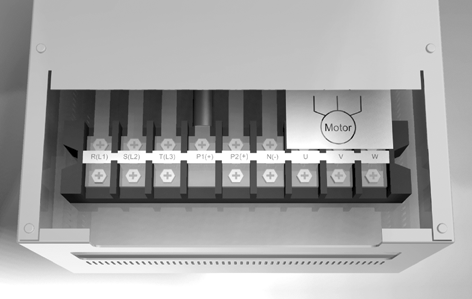 Motor
R(L1) S(L2) T(L3) P1(+) P2(+) N(-) U V W